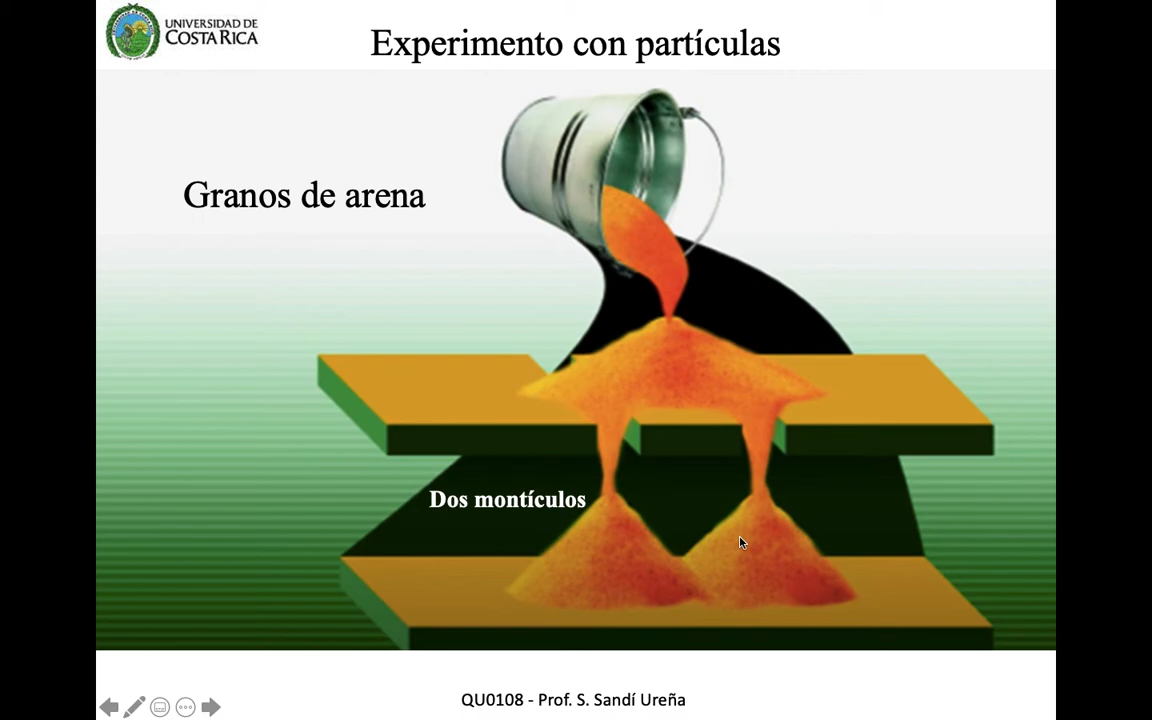 UNIVERSIDAD DE
COSTA RICA
Experimento con partículas
Granos de arena
Dos montículos
QU0108 - Prof. S. Sandí Ureña